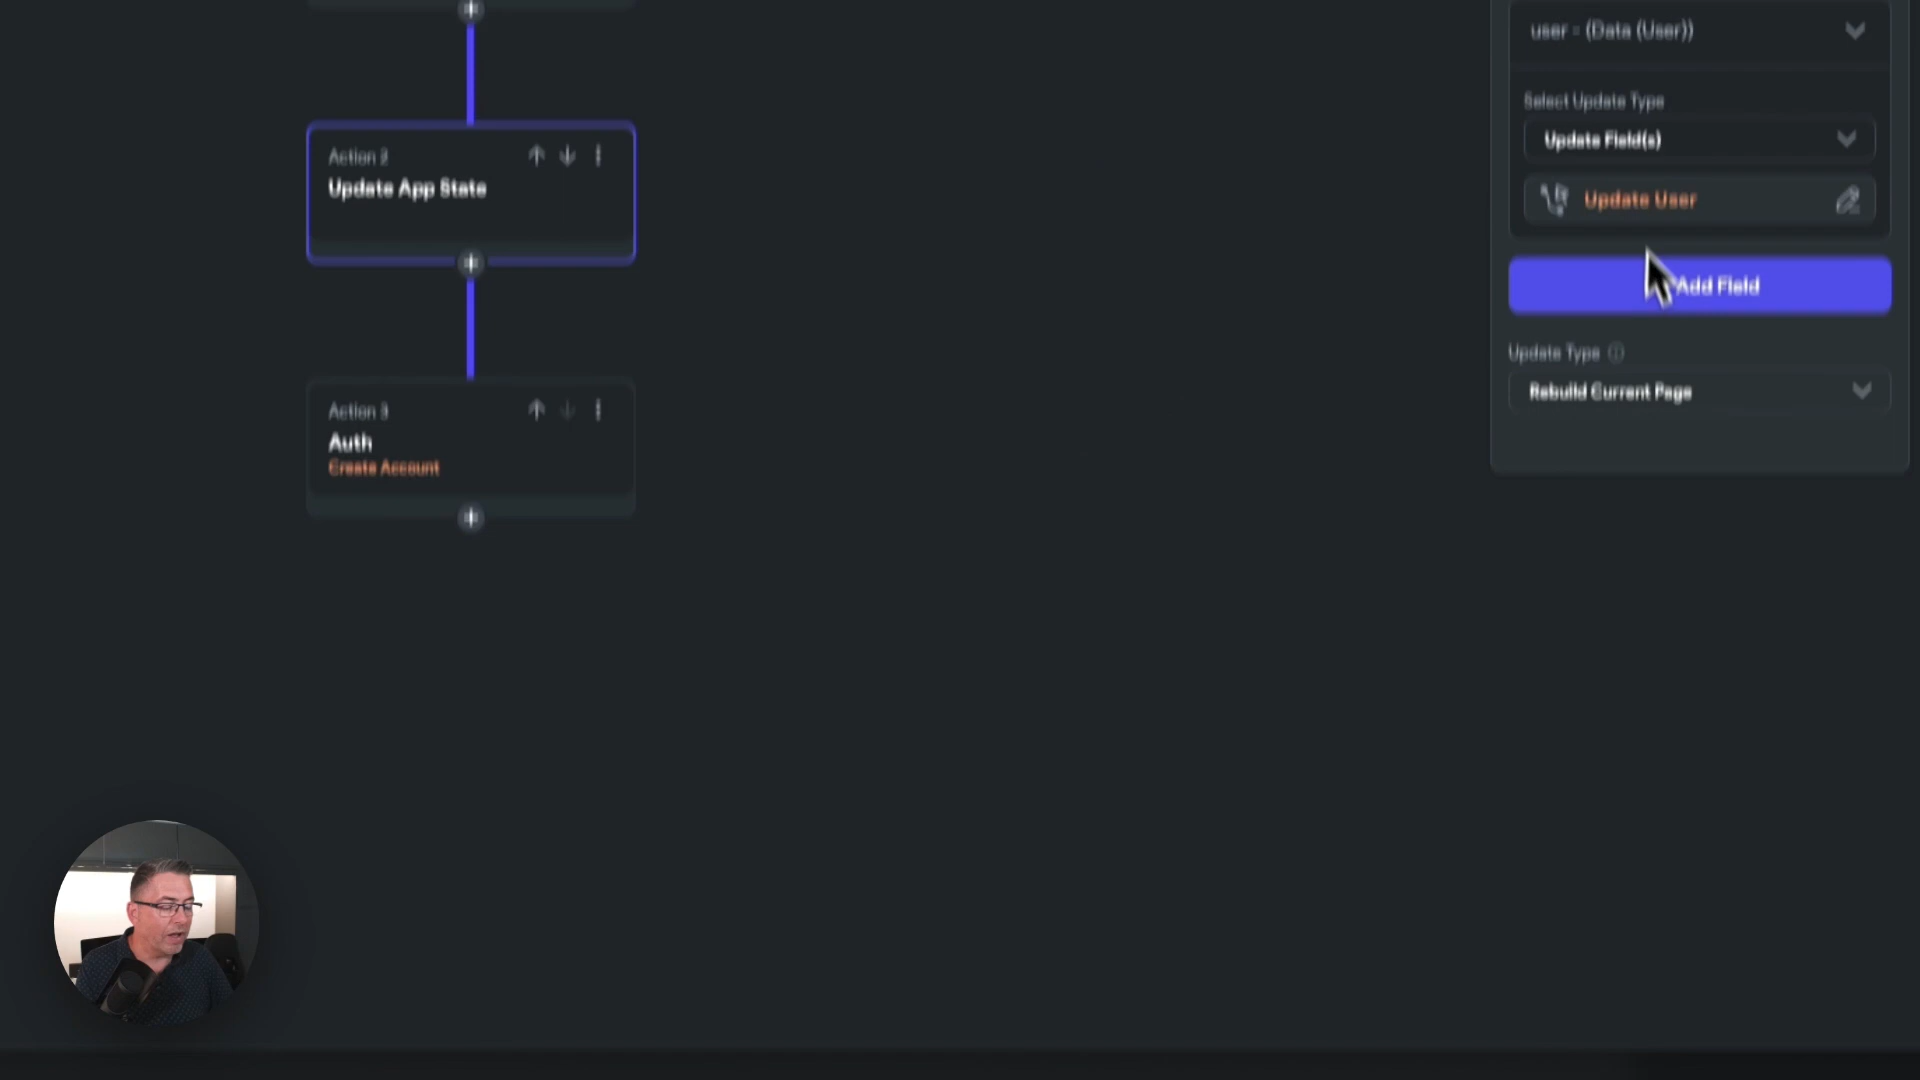 Action 2
Update App State
Action 3
Auth
Create Account
user = (Data (User))
Select Update Type
Update Field(s)
Update User
Add Field
Update Type
Rebuild Current Page